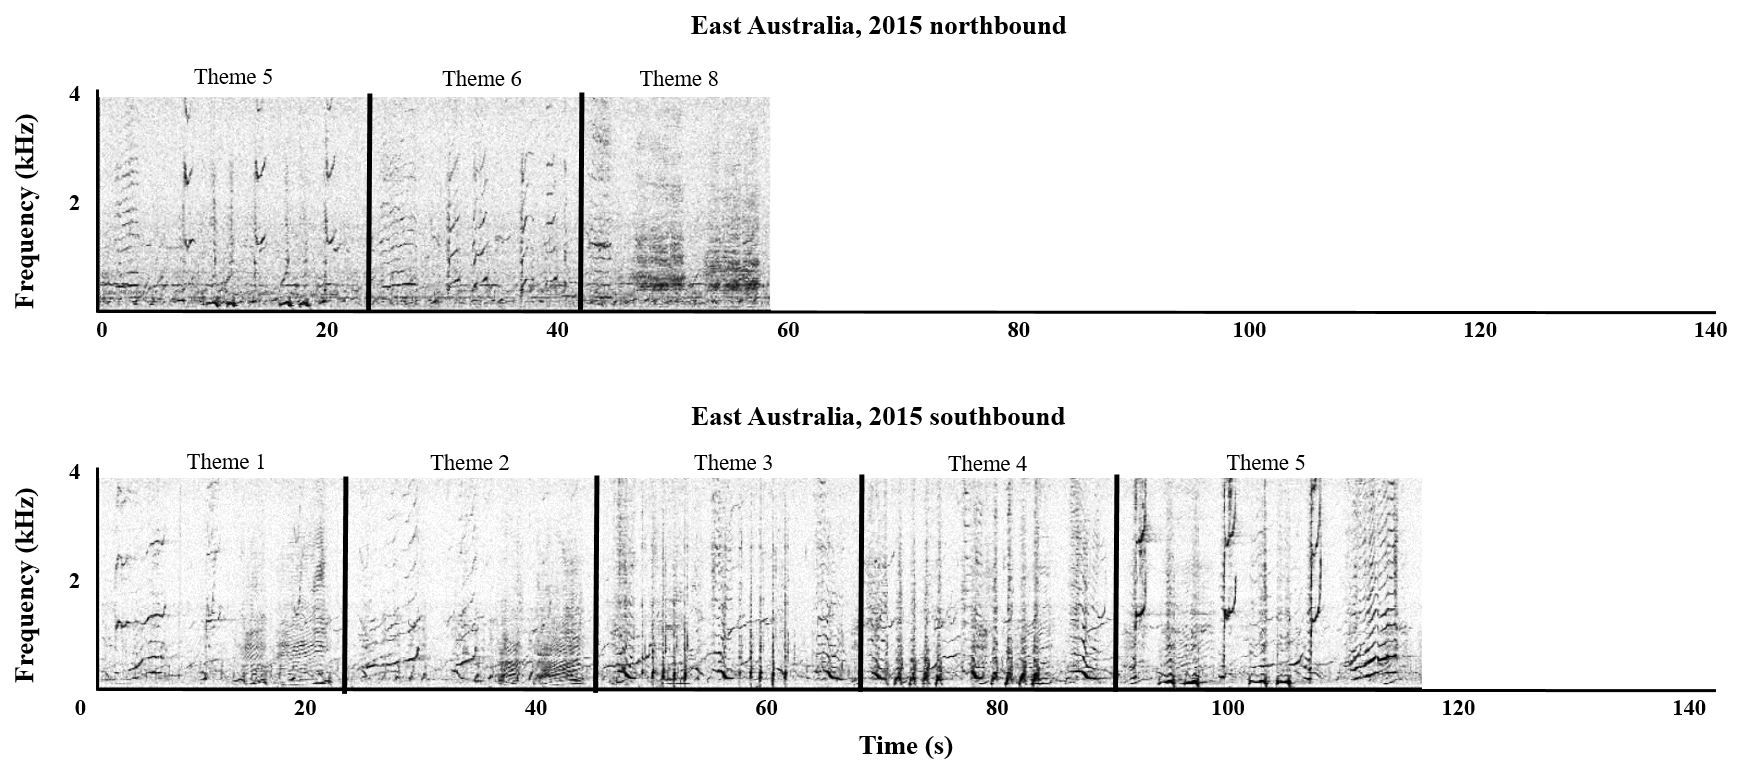 East Australia, 2015 northbound
Theme 5 Theme 6 Theme 8
Frequency (kHz)
4
2
0 20 40 60 80 100 120 140
East Australia, 2015 southbound
Theme 1 Theme 2 Theme 3 Theme 4 Theme 5
Frequency (kHz)
4
2
0 20 40 60 80 100 120 140
Time (s)